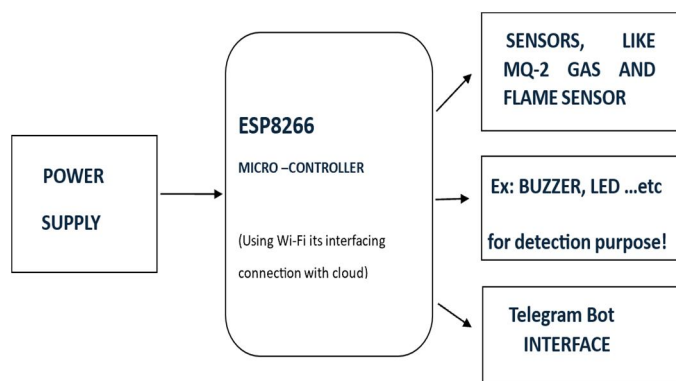 POWER
SUPPLY
ESP8266
MICRO –CONTROLLER
(Using Wi-Fi its interfacing
connection with cloud)
SENSORS, LIKE
MQ-2 GAS AND
FLAME SENSOR
Ex: BUZZER, LED ...etc
for detection purpose!
Telegram Bot
INTERFACE